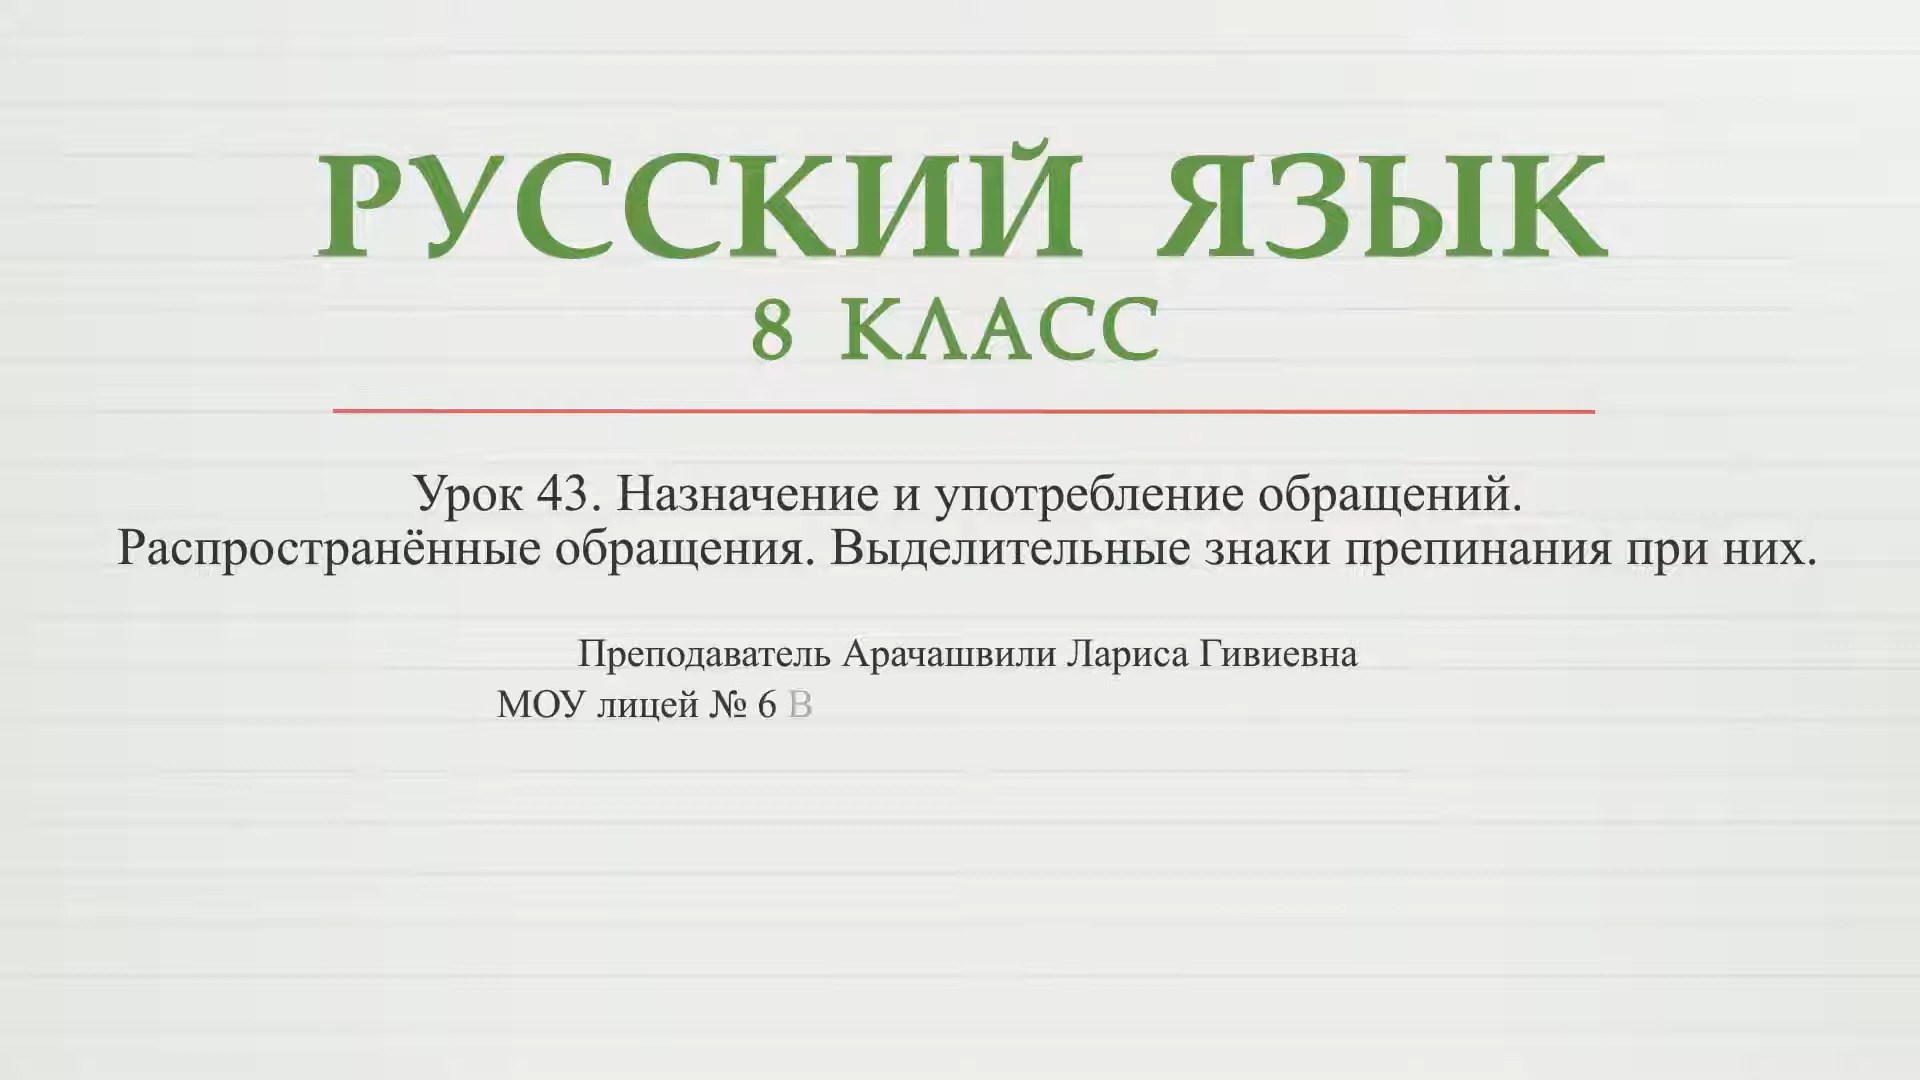 РУССКИЙ ЯЗЫК
8 КЛАСС
Урок 43. Назначение и употребление обращений.
Распространённые обращения. Выделительные знаки препинания при них.
Преподаватель Арачашвили Лариса Гивиевна
МОУ лицей № 6 В